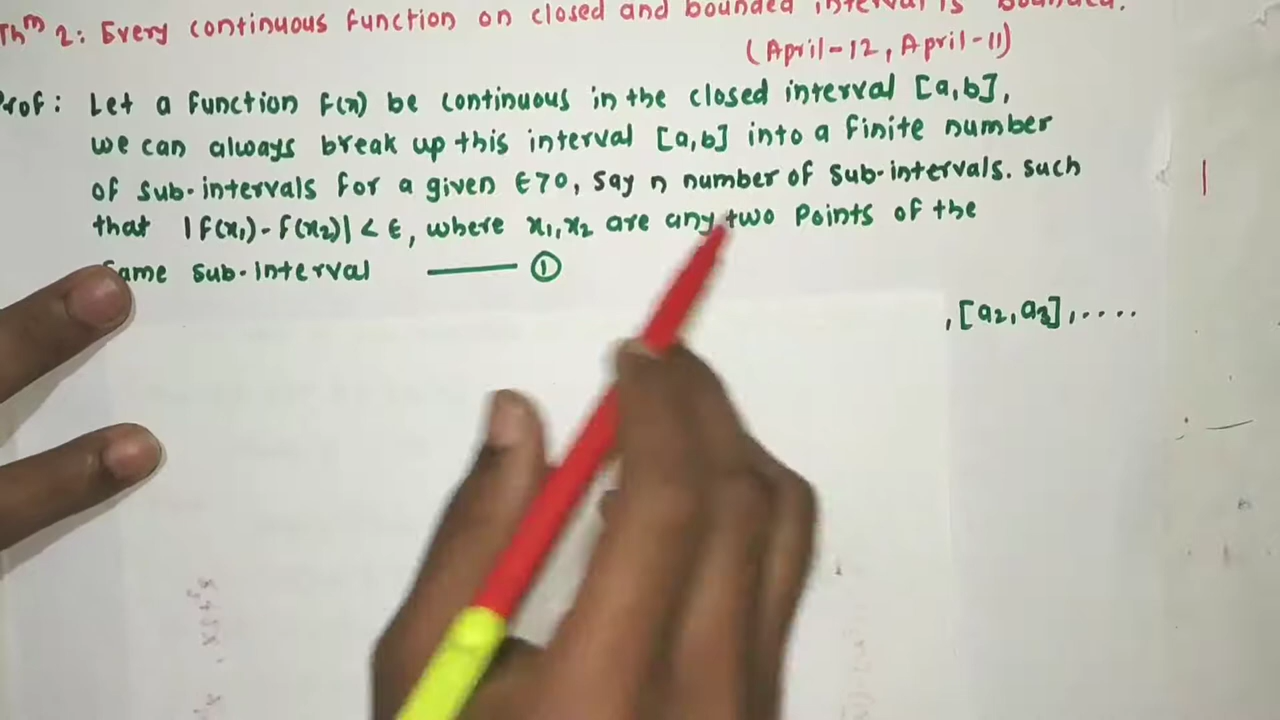 Thm 2: Every continuous function on closed and bounded interval is bounded.
(April-12, April-11)
Prof: Let a function F(x) be continuous in the closed interval [a,b],
we can always break up this interval [a,b] into a finite number
of sub-intervals for a given ε>0, say n number of sub-intervals. such
that |f(x₁)-f(x₂)| < ε, where x₁,x₂ are any two points of the
same sub-interval ——— ①
,[a₂,a₃],....